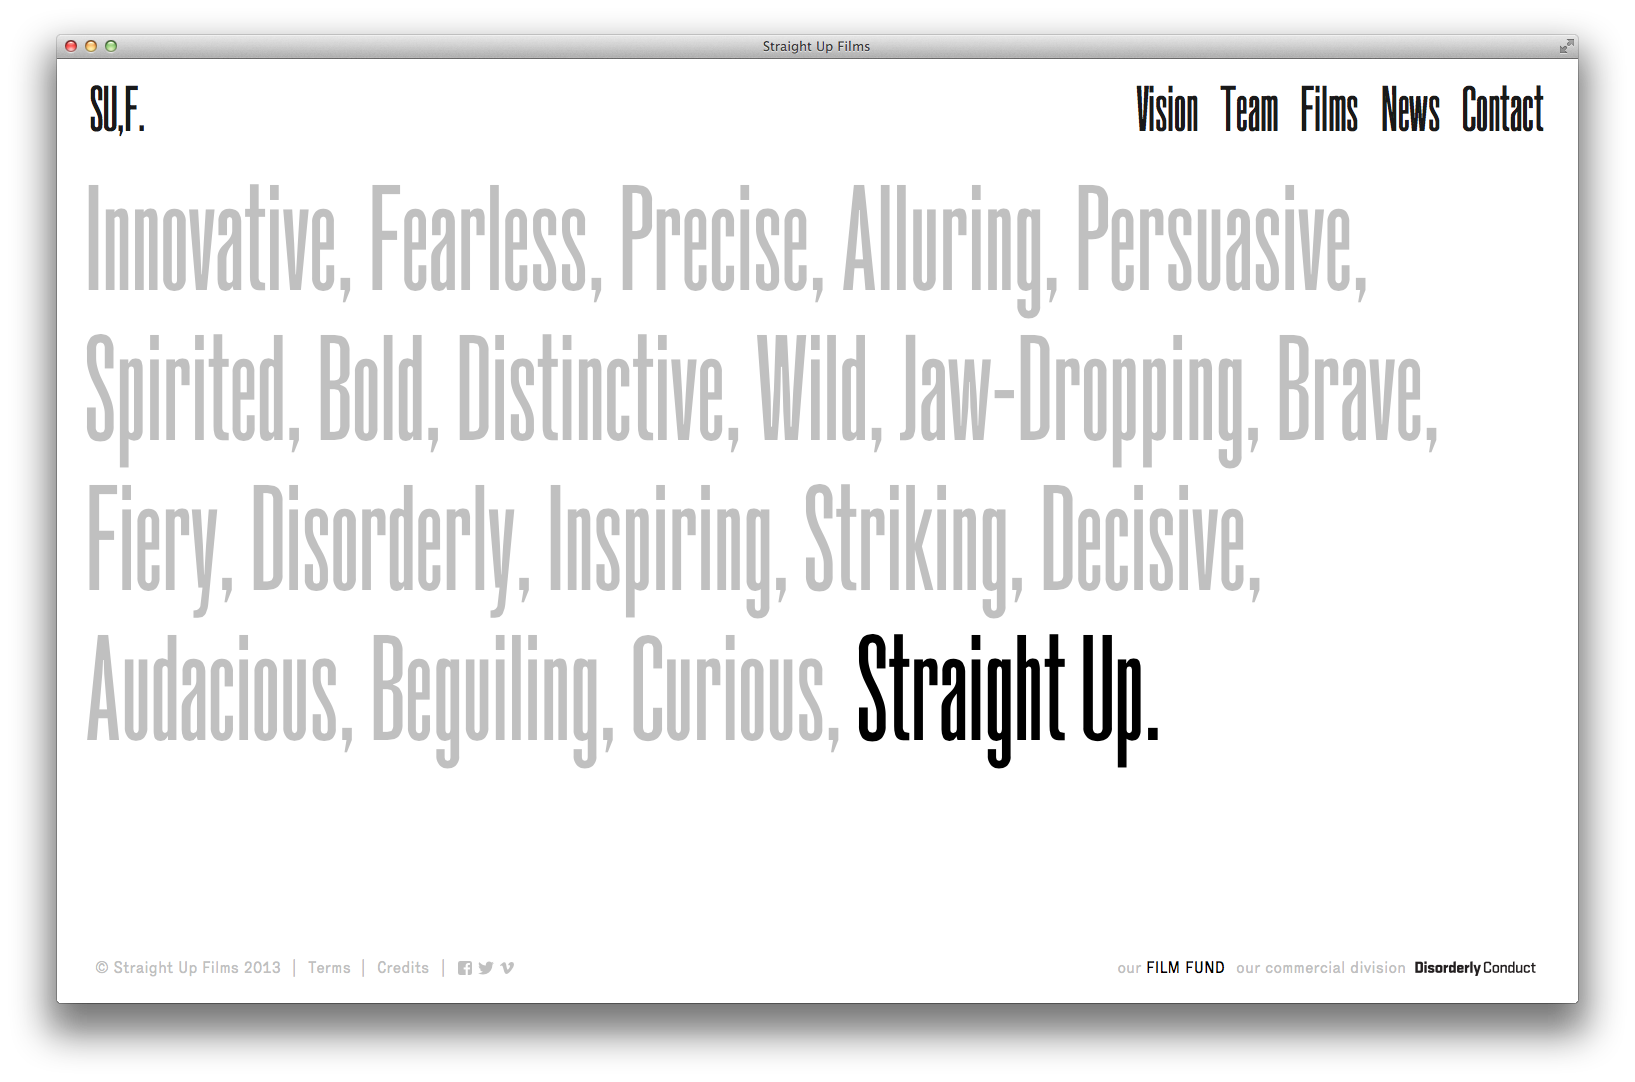 Straight Up Films
SU,F.
Vision Team Films News Contact
Innovative, Fearless, Precise, Alluring, Persuasive,
Spirited, Bold, Distinctive, Wild, Jaw-Dropping, Brave,
Fiery, Disorderly, Inspiring, Striking, Decisive,
Audacious, Beguiling, Curious, Straight Up.
© Straight Up Films 2013 | Terms | Credits |
our FILM FUND our commercial division Disorderly Conduct